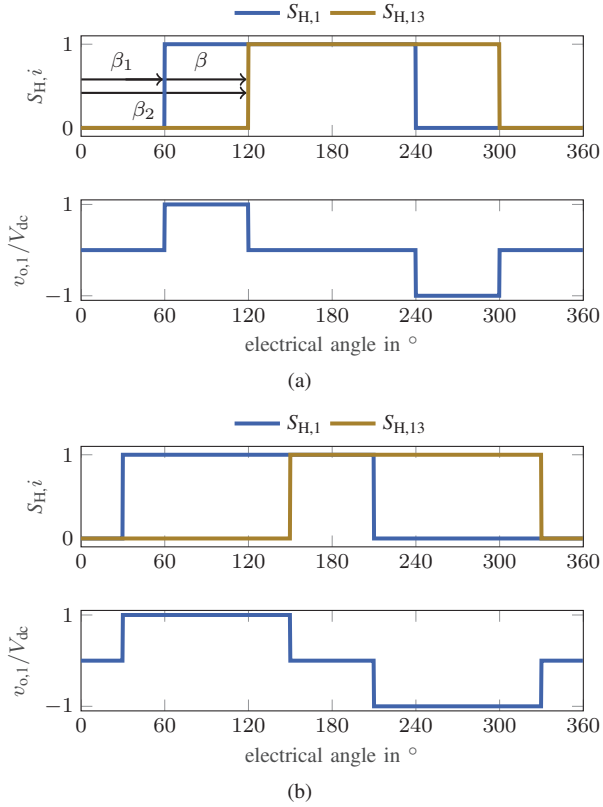 S_H,1 S_H,13
S_H,i
1
0
β₁ β
β₂
0 60 120 180 240 300 360
v_o,1/V_dc
1
−1
0 60 120 180 240 300 360
electrical angle in °
(a)
S_H,1 S_H,13
S_H,i
1
0
0 60 120 180 240 300 360
v_o,1/V_dc
1
−1
0 60 120 180 240 300 360
electrical angle in °
(b)